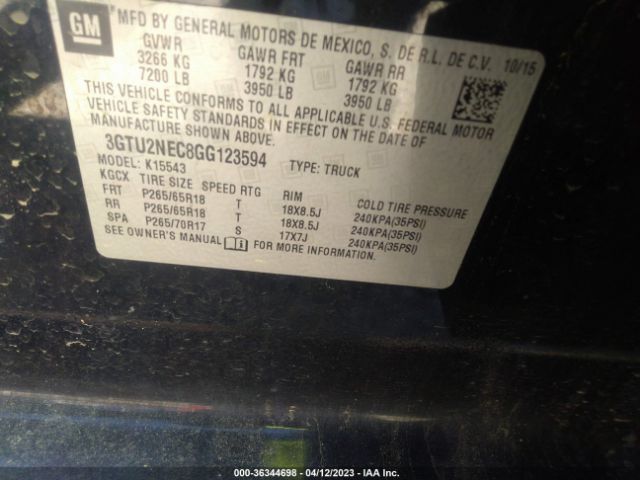 GM
MFD BY GENERAL MOTORS DE MEXICO, S. DE R.L. DE C.V. 10/15
GVWR GAWR FRT GAWR RR
3266 KG 1792 KG 1792 KG
7200 LB 3950 LB 3950 LB
THIS VEHICLE CONFORMS TO ALL APPLICABLE U.S. FEDERAL MOTOR
VEHICLE SAFETY STANDARDS IN EFFECT ON THE DATE OF
MANUFACTURE SHOWN ABOVE.
3GTU2NEC8GG123594 TYPE: TRUCK
MODEL: K15543
KGCX TIRE SIZE SPEED RTG RIM COLD TIRE PRESSURE
FRT P265/65R18 T 18X8.5J 240KPA(35PSI)
RR P265/65R18 T 18X8.5J 240KPA(35PSI)
SPA P265/70R17 S 17X7J 240KPA(35PSI)
SEE OWNER'S MANUAL FOR MORE INFORMATION.
000-36344698 - 04/12/2023 - IAA Inc.